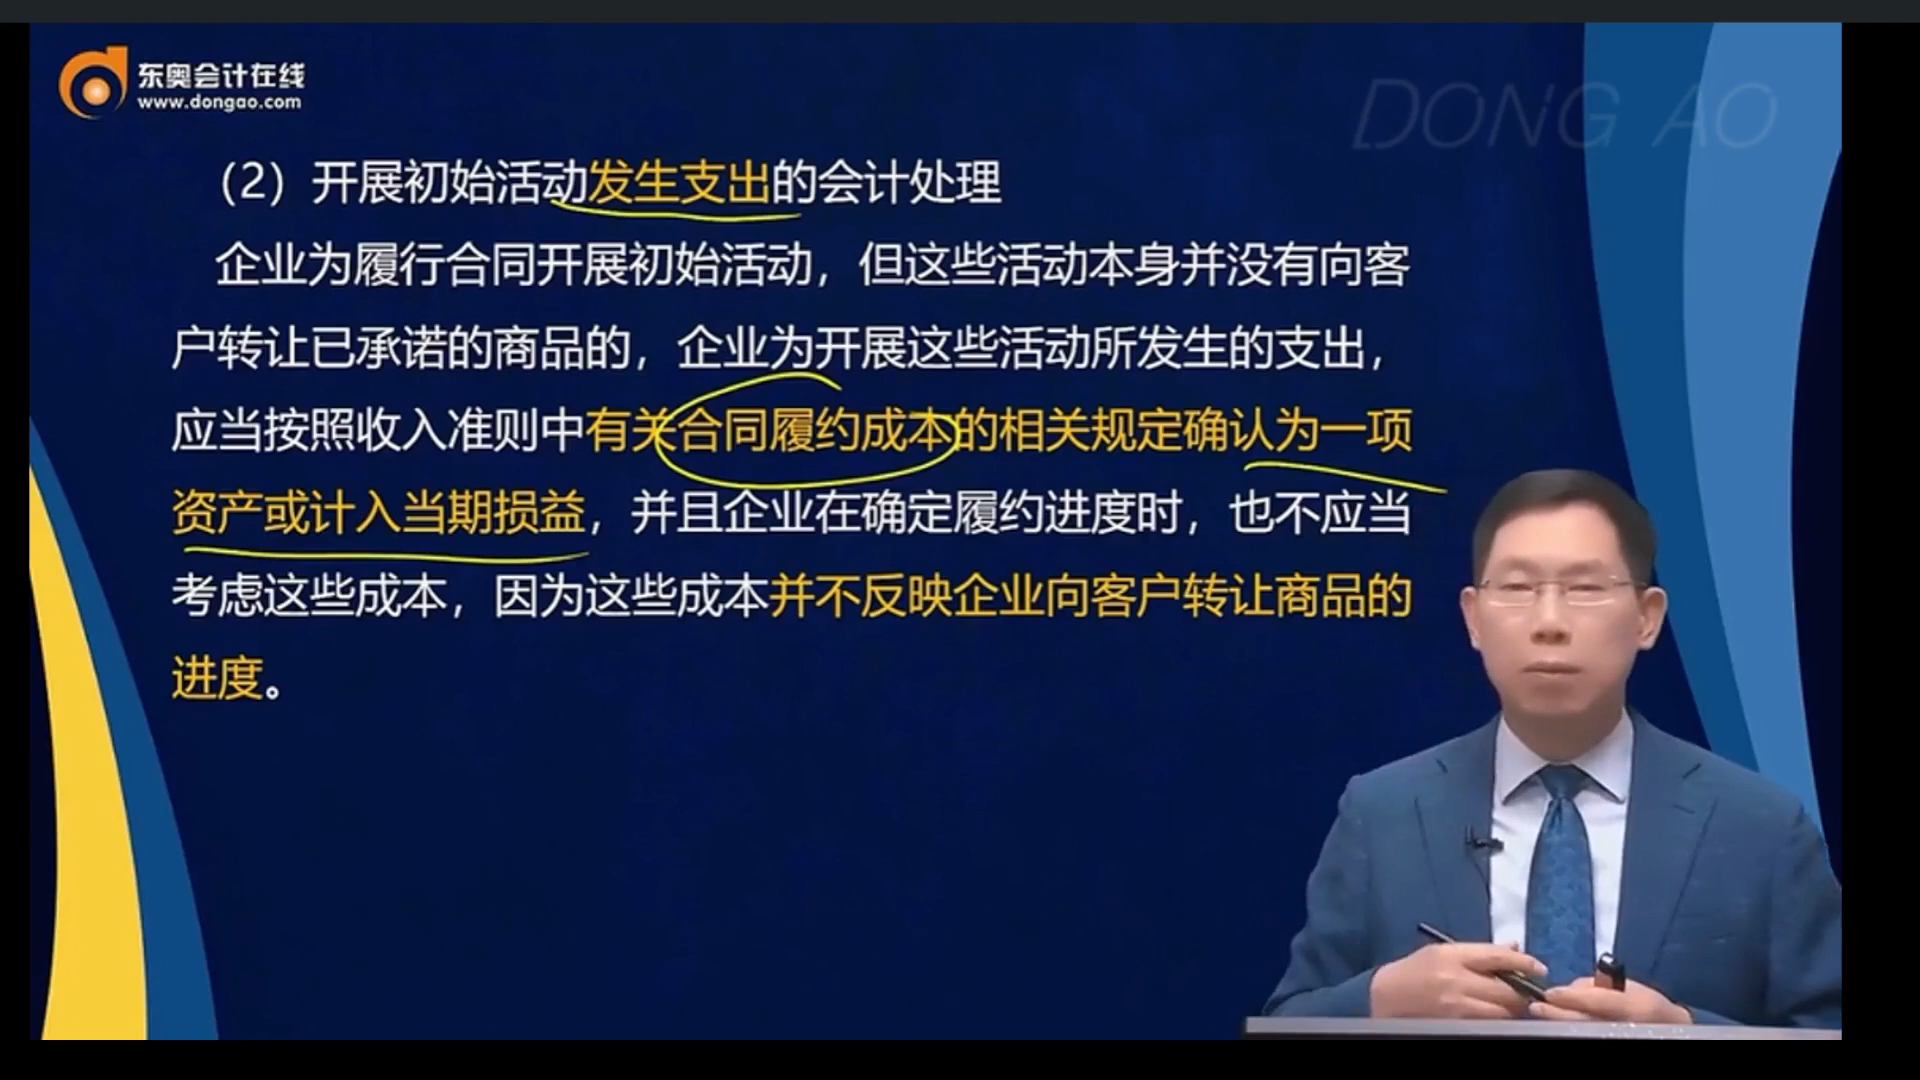 东奥会计在线
www.dongao.com
DONG AO
（2）开展初始活动发生支出的会计处理
企业为履行合同开展初始活动，但这些活动本身并没有向客
户转让已承诺的商品的，企业为开展这些活动所发生的支出，
应当按照收入准则中有关合同履约成本的相关规定确认为一项
资产或计入当期损益，并且企业在确定履约进度时，也不应当
考虑这些成本，因为这些成本并不反映企业向客户转让商品的
进度。